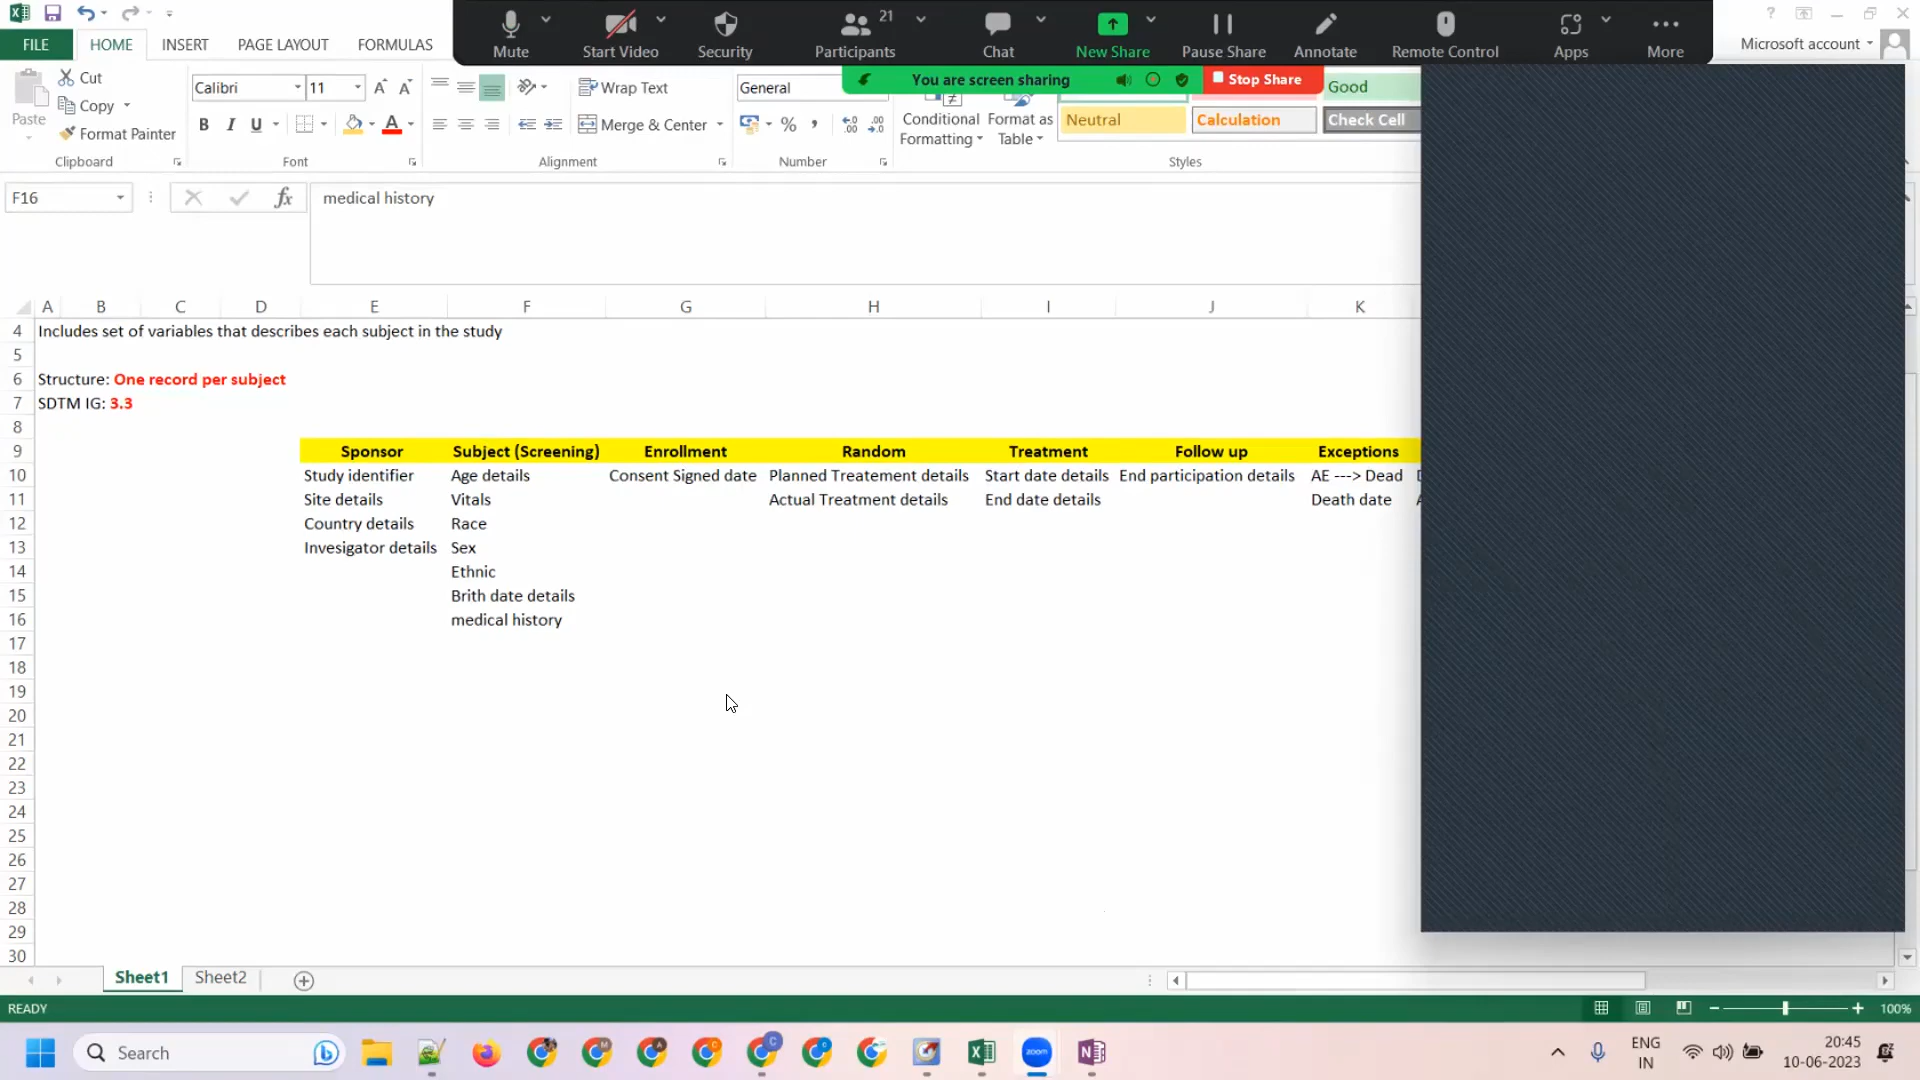 Mute
Start Video
Security
Participants
21
Chat
New Share
Pause Share
Annotate
Remote Control
Apps
More
You are screen sharing
Stop Share
FILE
HOME
INSERT
PAGE LAYOUT
FORMULAS
Microsoft account
Paste
Cut
Copy
Format Painter
Clipboard
Calibri
11
B I U
Font
Wrap Text
Merge & Center
Alignment
General
Number
Conditional Formatting
Format as Table
Good
Neutral
Calculation
Check Cell
Styles
F16
fx
medical history
A B C D E F G H I J K
4 Includes set of variables that describes each subject in the study
5
6 Structure: One record per subject
7 SDTM IG: 3.3
8
9 Sponsor Subject (Screening) Enrollment Random Treatment Follow up Exceptions
10 Study identifier Age details Consent Signed date Planned Treatement details Start date details End participation details AE ---> Dead
11 Site details Vitals Actual Treatment details End date details Death date
12 Country details Race
13 Invesigator details Sex
14 Ethnic
15 Brith date details
16 medical history
17
18
19
20
21
22
23
24
25
26
27
28
29
30
Sheet1
Sheet2
READY
100%
Search
zoom
ENG
IN
20:45
10-06-2023